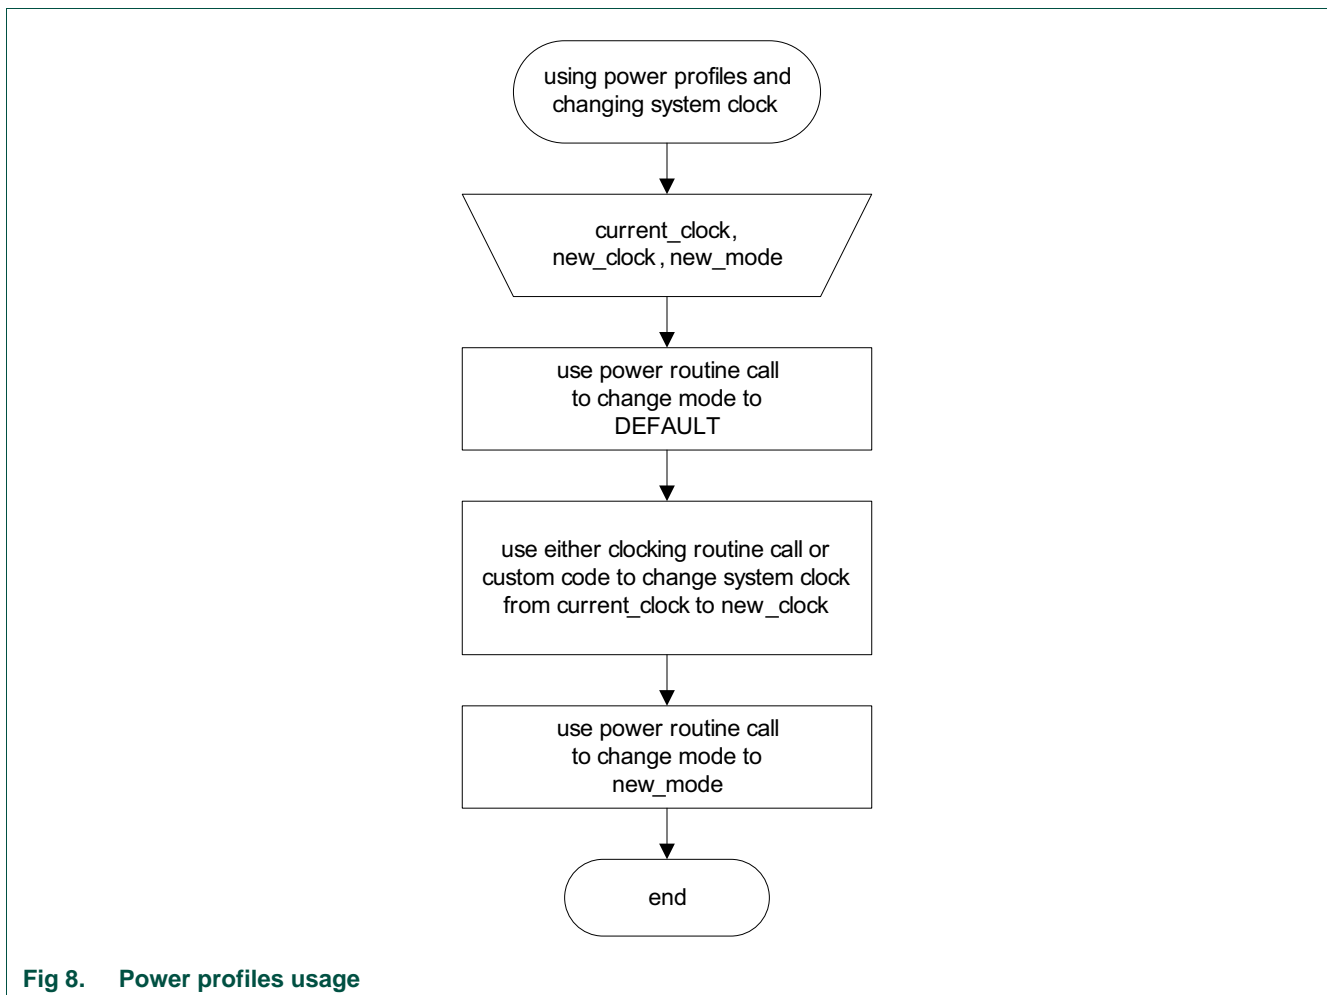 using power profiles and
changing system clock
current_clock,
new_clock, new_mode
use power routine call
to change mode to
DEFAULT
use either clocking routine call or
custom code to change system clock
from current_clock to new_clock
use power routine call
to change mode to
new_mode
end
Fig 8. Power profiles usage